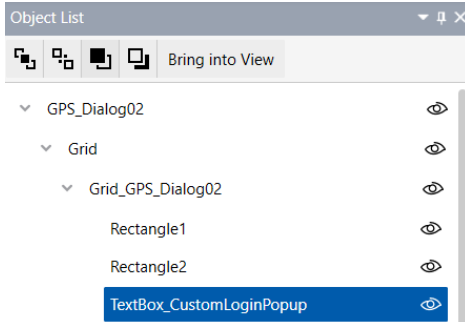 Object List
Bring into View
GPS_Dialog02
Grid
Grid_GPS_Dialog02
Rectangle1
Rectangle2
TextBox_CustomLoginPopup